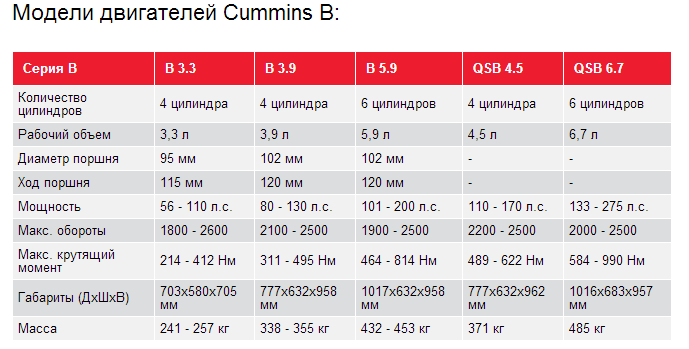 Модели двигателей Cummins B:
Серия B B 3.3 B 3.9 B 5.9 QSB 4.5 QSB 6.7
Количество цилиндров 4 цилиндра 4 цилиндра 6 цилиндров 4 цилиндра 6 цилиндров
Рабочий объем 3,3 л 3,9 л 5,9 л 4,5 л 6,7 л
Диаметр поршня 95 мм 102 мм 102 мм - -
Ход поршня 115 мм 120 мм 120 мм - -
Мощность 56 - 110 л.с. 80 - 130 л.с. 101 - 200 л.с. 110 - 170 л.с. 133 - 275 л.с.
Макс. обороты 1800 - 2600 2100 - 2500 1900 - 2500 2200 - 2500 2000 - 2500
Макс. крутящий момент 214 - 412 Нм 311 - 495 Нм 464 - 814 Нм 489 - 622 Нм 584 - 990 Нм
Габариты (ДхШхВ) 703x580x705 мм 777x632x958 мм 1017x632x958 мм 777x632x962 мм 1016x683x957 мм
Масса 241 - 257 кг 338 - 355 кг 432 - 453 кг 371 кг 485 кг